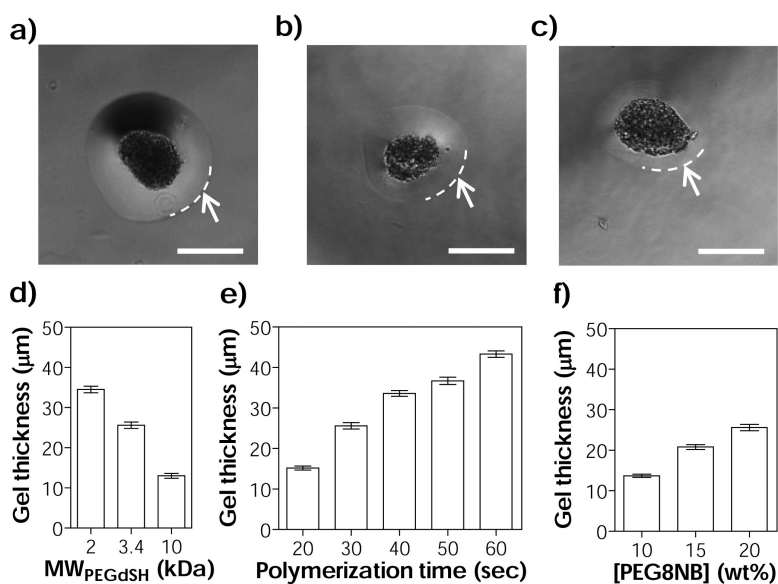 a)
b)
c)
d)
e)
f)
Gel thickness (µm)
50
40
30
20
10
0
2 3.4 10
MWPEGdSH (kDa)
Gel thickness (µm)
50
40
30
20
10
0
20 30 40 50 60
Polymerization time (sec)
Gel thickness (µm)
50
40
30
20
10
0
10 15 20
[PEG8NB] (wt%)